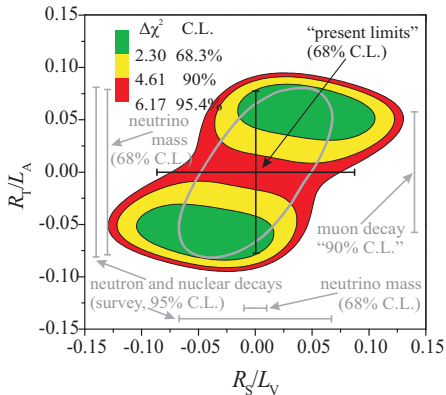 Δχ² C.L.
2.30 68.3%
4.61 90%
6.17 95.4%
"present limits"
(68% C.L.)
neutrino
mass
(68% C.L.)
muon decay
"90% C.L."
neutron and nuclear decays
(survey, 95% C.L.)
neutrino mass
(68% C.L.)
0.15
0.10
0.05
0.00
-0.05
-0.10
0.15
R_T/L_A
-0.15 -0.10 -0.05 0.00 0.05 0.10 0.15
R_S/L_V